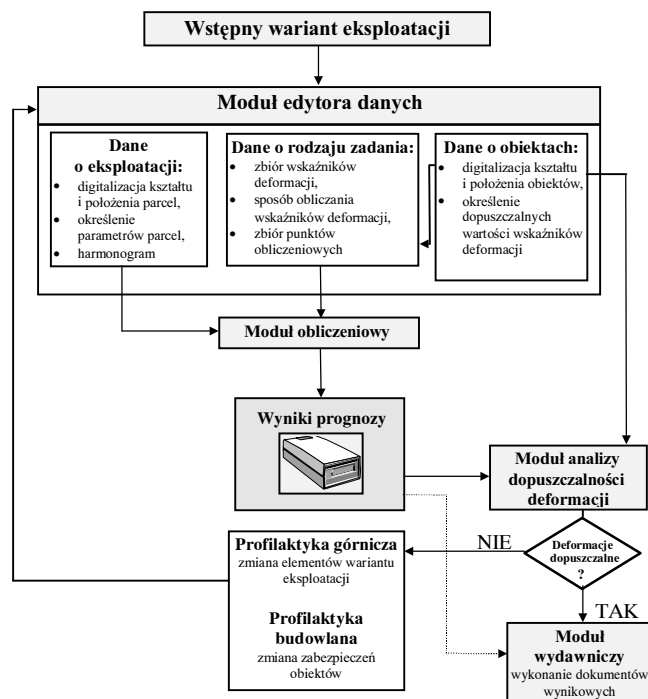 Wstępny wariant eksploatacji
Moduł edytora danych
Dane
o eksploatacji:
• digitalizacja kształtu
i położenia parcel,
• określenie
parametrów parcel,
• harmonogram
Dane o rodzaju zadania:
• zbiór wskaźników
deformacji,
• sposób obliczania
wskaźników deformacji,
• zbiór punktów
obliczeniowych
Dane o obiektach:
• digitalizacja kształtu
i położenia obiektów,
• określenie
dopuszczalnych
wartości wskaźników
deformacji
Moduł obliczeniowy
Wyniki prognozy
Moduł analizy
dopuszczalności
deformacji
Deformacje
dopuszczalne
?
NIE
TAK
Profilaktyka górnicza
zmiana elementów wariantu
eksploatacji
Profilaktyka
budowlana
zmiana zabezpieczeń
obiektów
Moduł
wydawniczy
wykonanie dokumentów
wynikowych